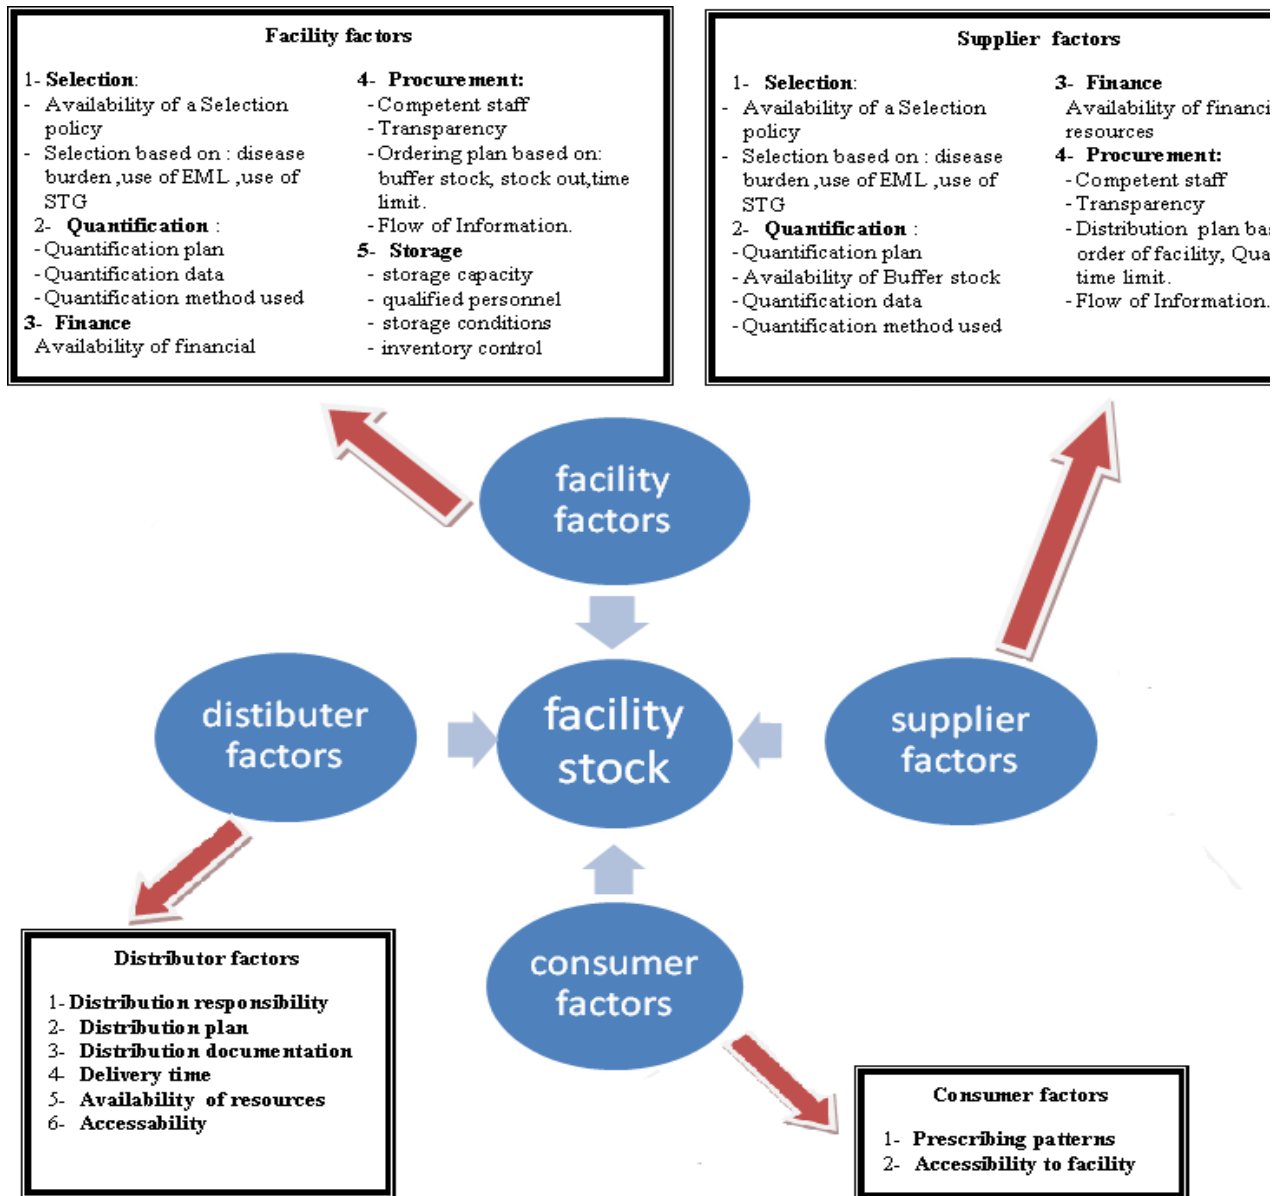 Facility factors
1- Selection:
- Availability of a Selection
policy
- Selection based on : disease
burden ,use of EML ,use of
STG
2- Quantification :
- Quantification plan
- Quantification data
- Quantification method used
3- Finance
Availability of financial
4- Procurement:
- Competent staff
- Transparency
- Ordering plan based on:
buffer stock, stock out,time
limit.
- Flow of Information.
5- Storage
- storage capacity
- qualified personnel
- storage conditions
- inventory control
Supplier factors
1- Selection:
- Availability of a Selection
policy
- Selection based on : disease
burden ,use of EML ,use of
STG
2- Quantification :
- Quantification plan
- Availability of Buffer stock
- Quantification data
- Quantification method used
3- Finance
Availability of financi
resources
4- Procurement:
- Competent staff
- Transparency
- Distribution plan bas
order of facility, Qua
time limit.
- Flow of Information.
facility
factors
distibuter
factors
facility
stock
supplier
factors
consumer
factors
Distributor factors
1- Distribution responsibility
2- Distribution plan
3- Distribution documentation
4- Delivery time
5- Availability of resources
6- Accessability
Consumer factors
1- Prescribing patterns
2- Accessibility to facility